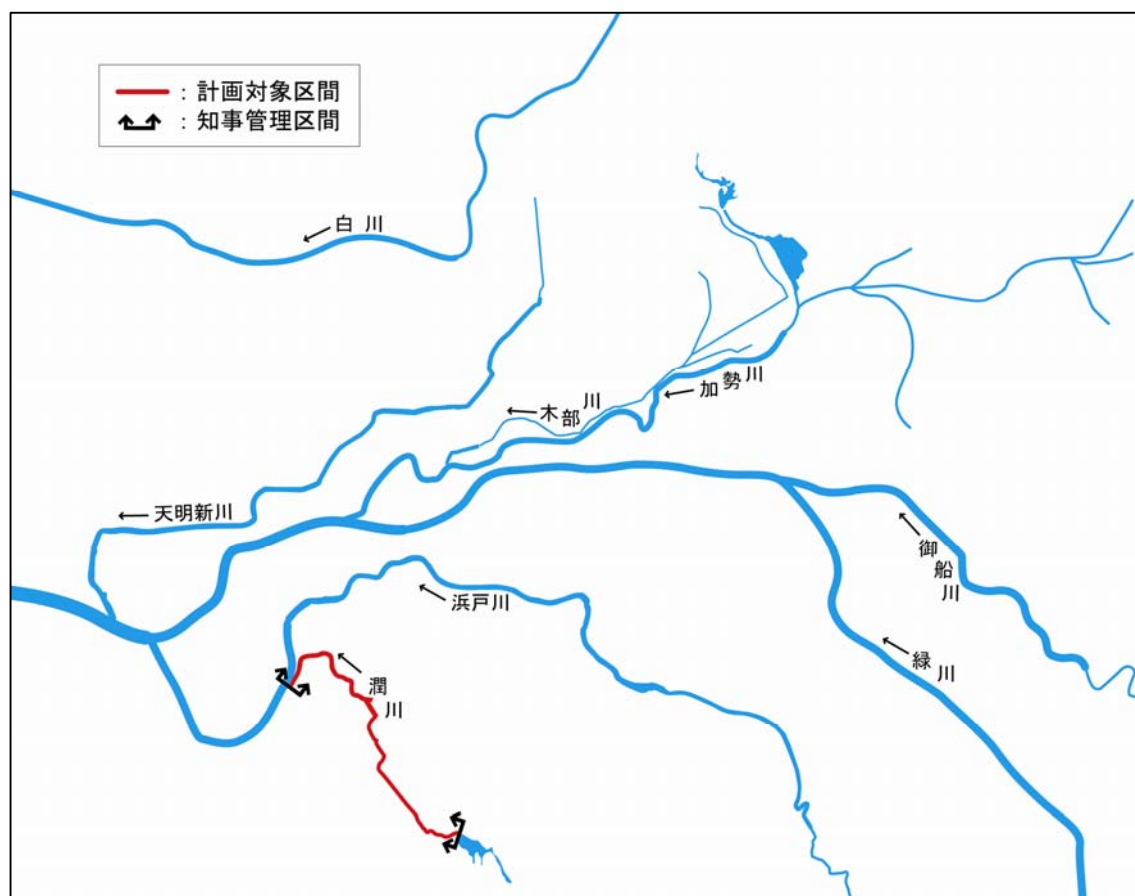 ：計画対象区間
：知事管理区間
白川
加勢川
木部川
天明新川
御船川
浜戸川
緑川
潤川